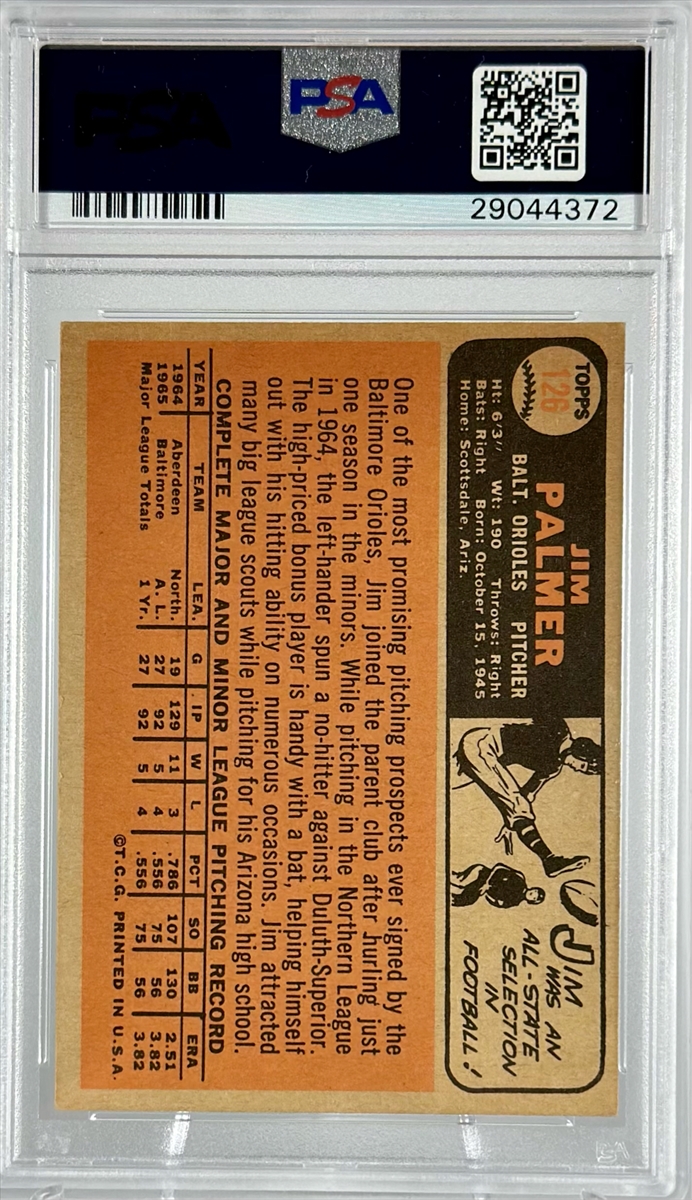 PSA
PSA
29044372
TOPPS
126
JIM
PALMER
BALT. ORIOLES PITCHER
Ht: 6'3" Wt: 190 Throws: Right
Bats: Right Born: October 15, 1945
Home: Scottsdale, Ariz.
JIM
WAS AN
ALL-STATE
SELECTION
IN
FOOTBALL!
One of the most promising pitching prospects ever signed by the
Baltimore Orioles, Jim joined the parent club after hurling just
one season in the minors. While pitching in the Northern League
in 1964, the left-hander spun a no-hitter against Duluth-Superior.
The high-priced bonus player is handy with a bat, helping himself
out with his hitting ability on numerous occasions. Jim attracted
many big league scouts while pitching for his Arizona high school.
COMPLETE MAJOR AND MINOR LEAGUE PITCHING RECORD
YEAR TEAM LEA. G IP W L PCT SO BB ERA
1964 Aberdeen North. 19 129 11 3 .786 107 130 2.51
1965 Baltimore A. L. 27 92 5 4 .556 75 56 3.82
Major League Totals 1 Yr. 27 92 5 4 .556 75 56 3.82
©T.C.G. PRINTED IN U.S.A.